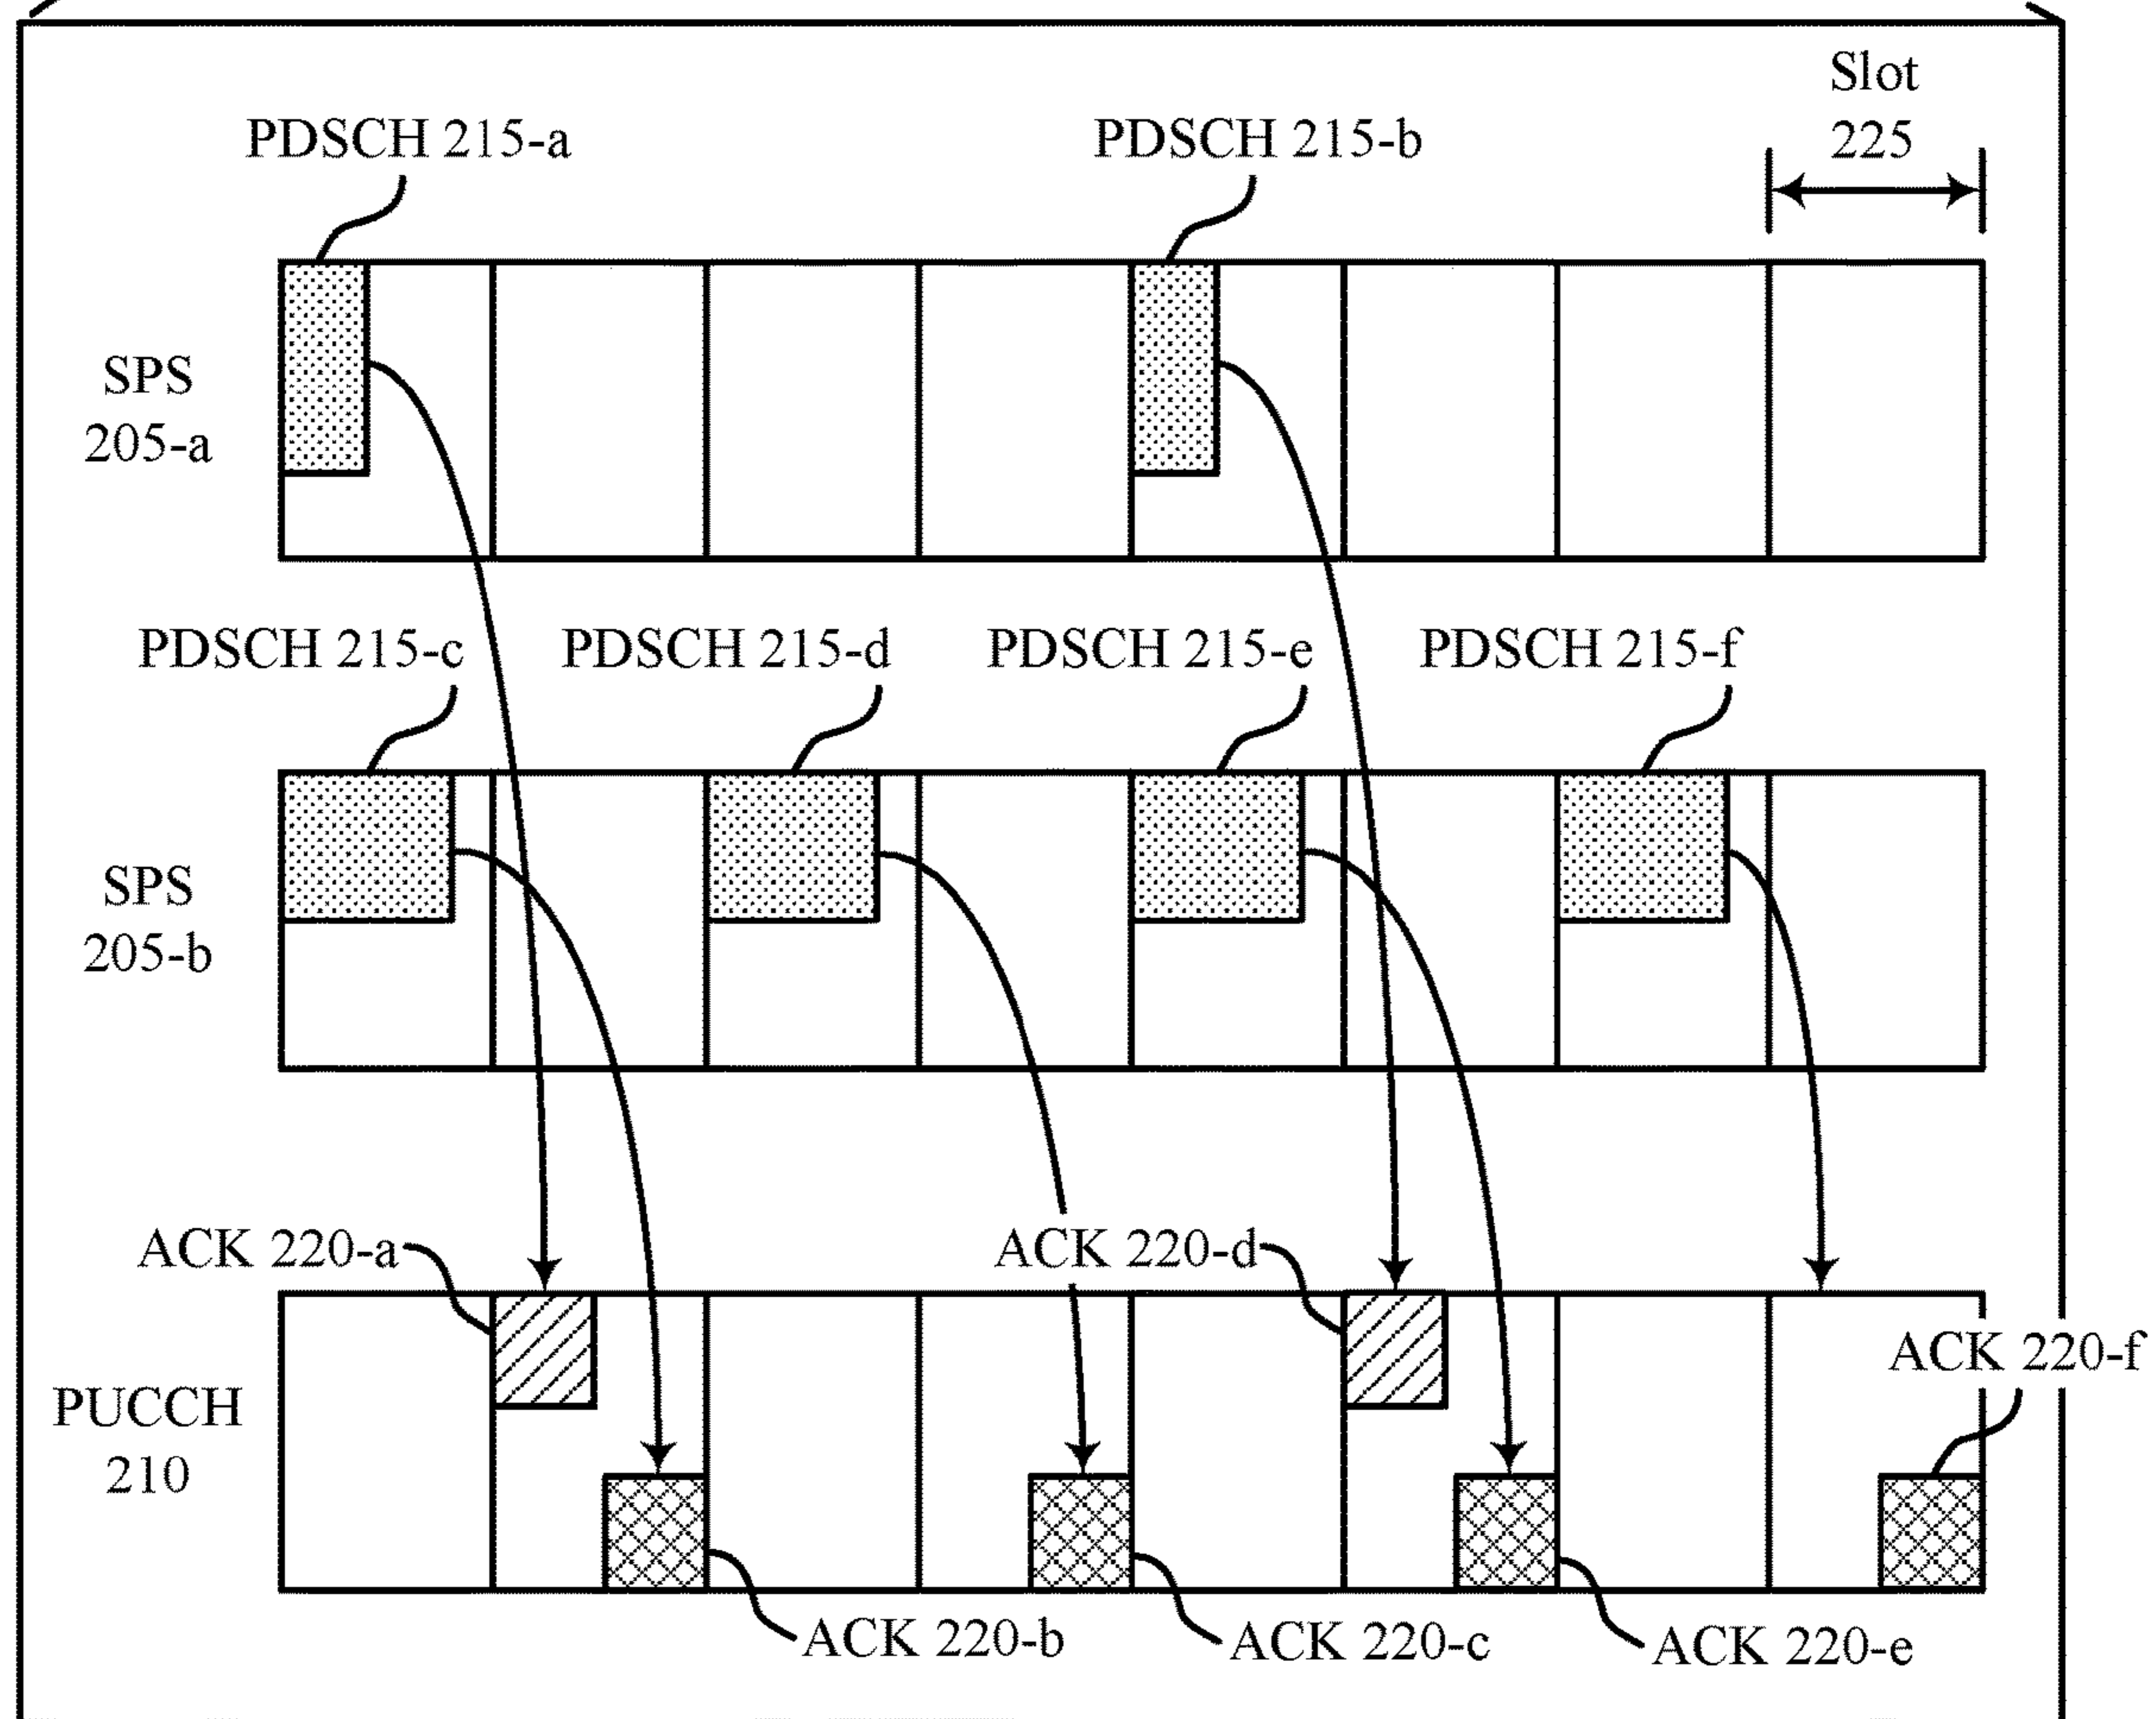 Slot
225
PDSCH 215-a
PDSCH 215-b
SPS
205-a
PDSCH 215-c
PDSCH 215-d
PDSCH 215-e
PDSCH 215-f
SPS
205-b
ACK 220-a
ACK 220-d
ACK 220-f
PUCCH
210
ACK 220-b
ACK 220-c
ACK 220-e